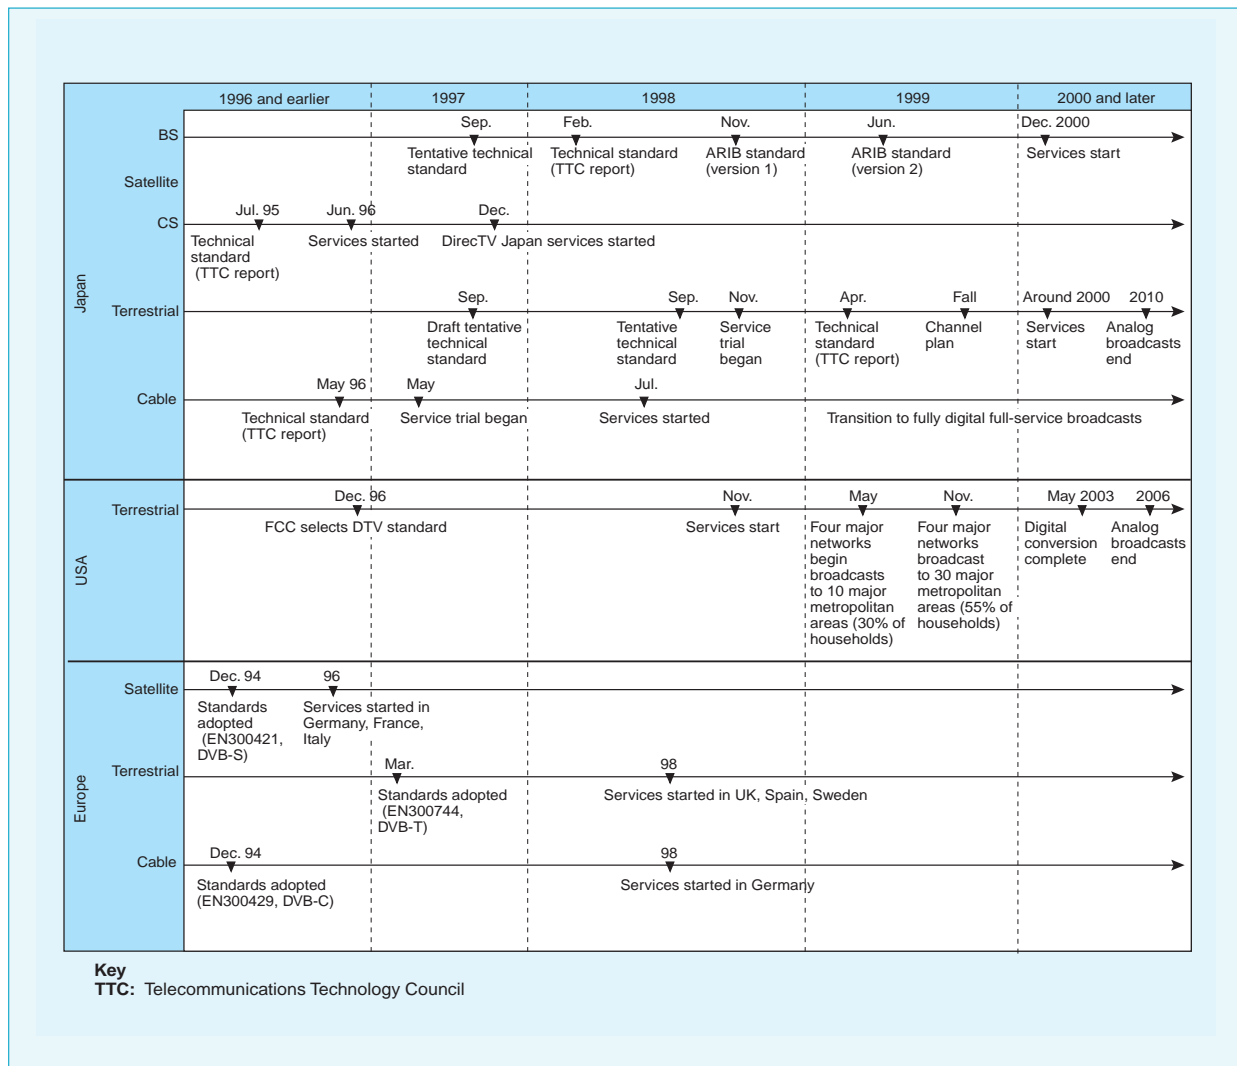 1996 and earlier 1997 1998 1999 2000 and later
Japan
Satellite
BS
Sep. Feb. Nov. Jun. Dec. 2000
Tentative technical Technical standard ARIB standard ARIB standard Services start
standard (TTC report) (version 1) (version 2)
CS
Jul. 95 Jun. 96 Dec.
Technical Services started DirecTV Japan services started
standard
(TTC report)
Terrestrial
Sep. Sep. Nov. Apr. Fall Around 2000 2010
Draft tentative Tentative Service Technical Channel Services Analog
technical technical trial standard plan start broadcasts
standard standard began (TTC report) end
Cable
May 96 May Jul.
Technical standard Service trial began Services started Transition to fully digital full-service broadcasts
(TTC report)
USA
Terrestrial
Dec. 96 Nov. May Nov. May 2003 2006
FCC selects DTV standard Services start Four major Four major Digital Analog
networks networks conversion broadcasts
begin broadcast complete end
broadcasts to 30 major
to 10 major metropolitan
metropolitan areas (55% of
areas (30% of households)
households)
Europe
Satellite
Dec. 94 96
Standards Services started in
adopted Germany, France,
(EN300421, Italy
DVB-S)
Terrestrial
Mar. 98
Standards adopted Services started in UK, Spain, Sweden
(EN300744,
DVB-T)
Cable
Dec. 94 98
Standards adopted Services started in Germany
(EN300429, DVB-C)
Key
TTC: Telecommunications Technology Council